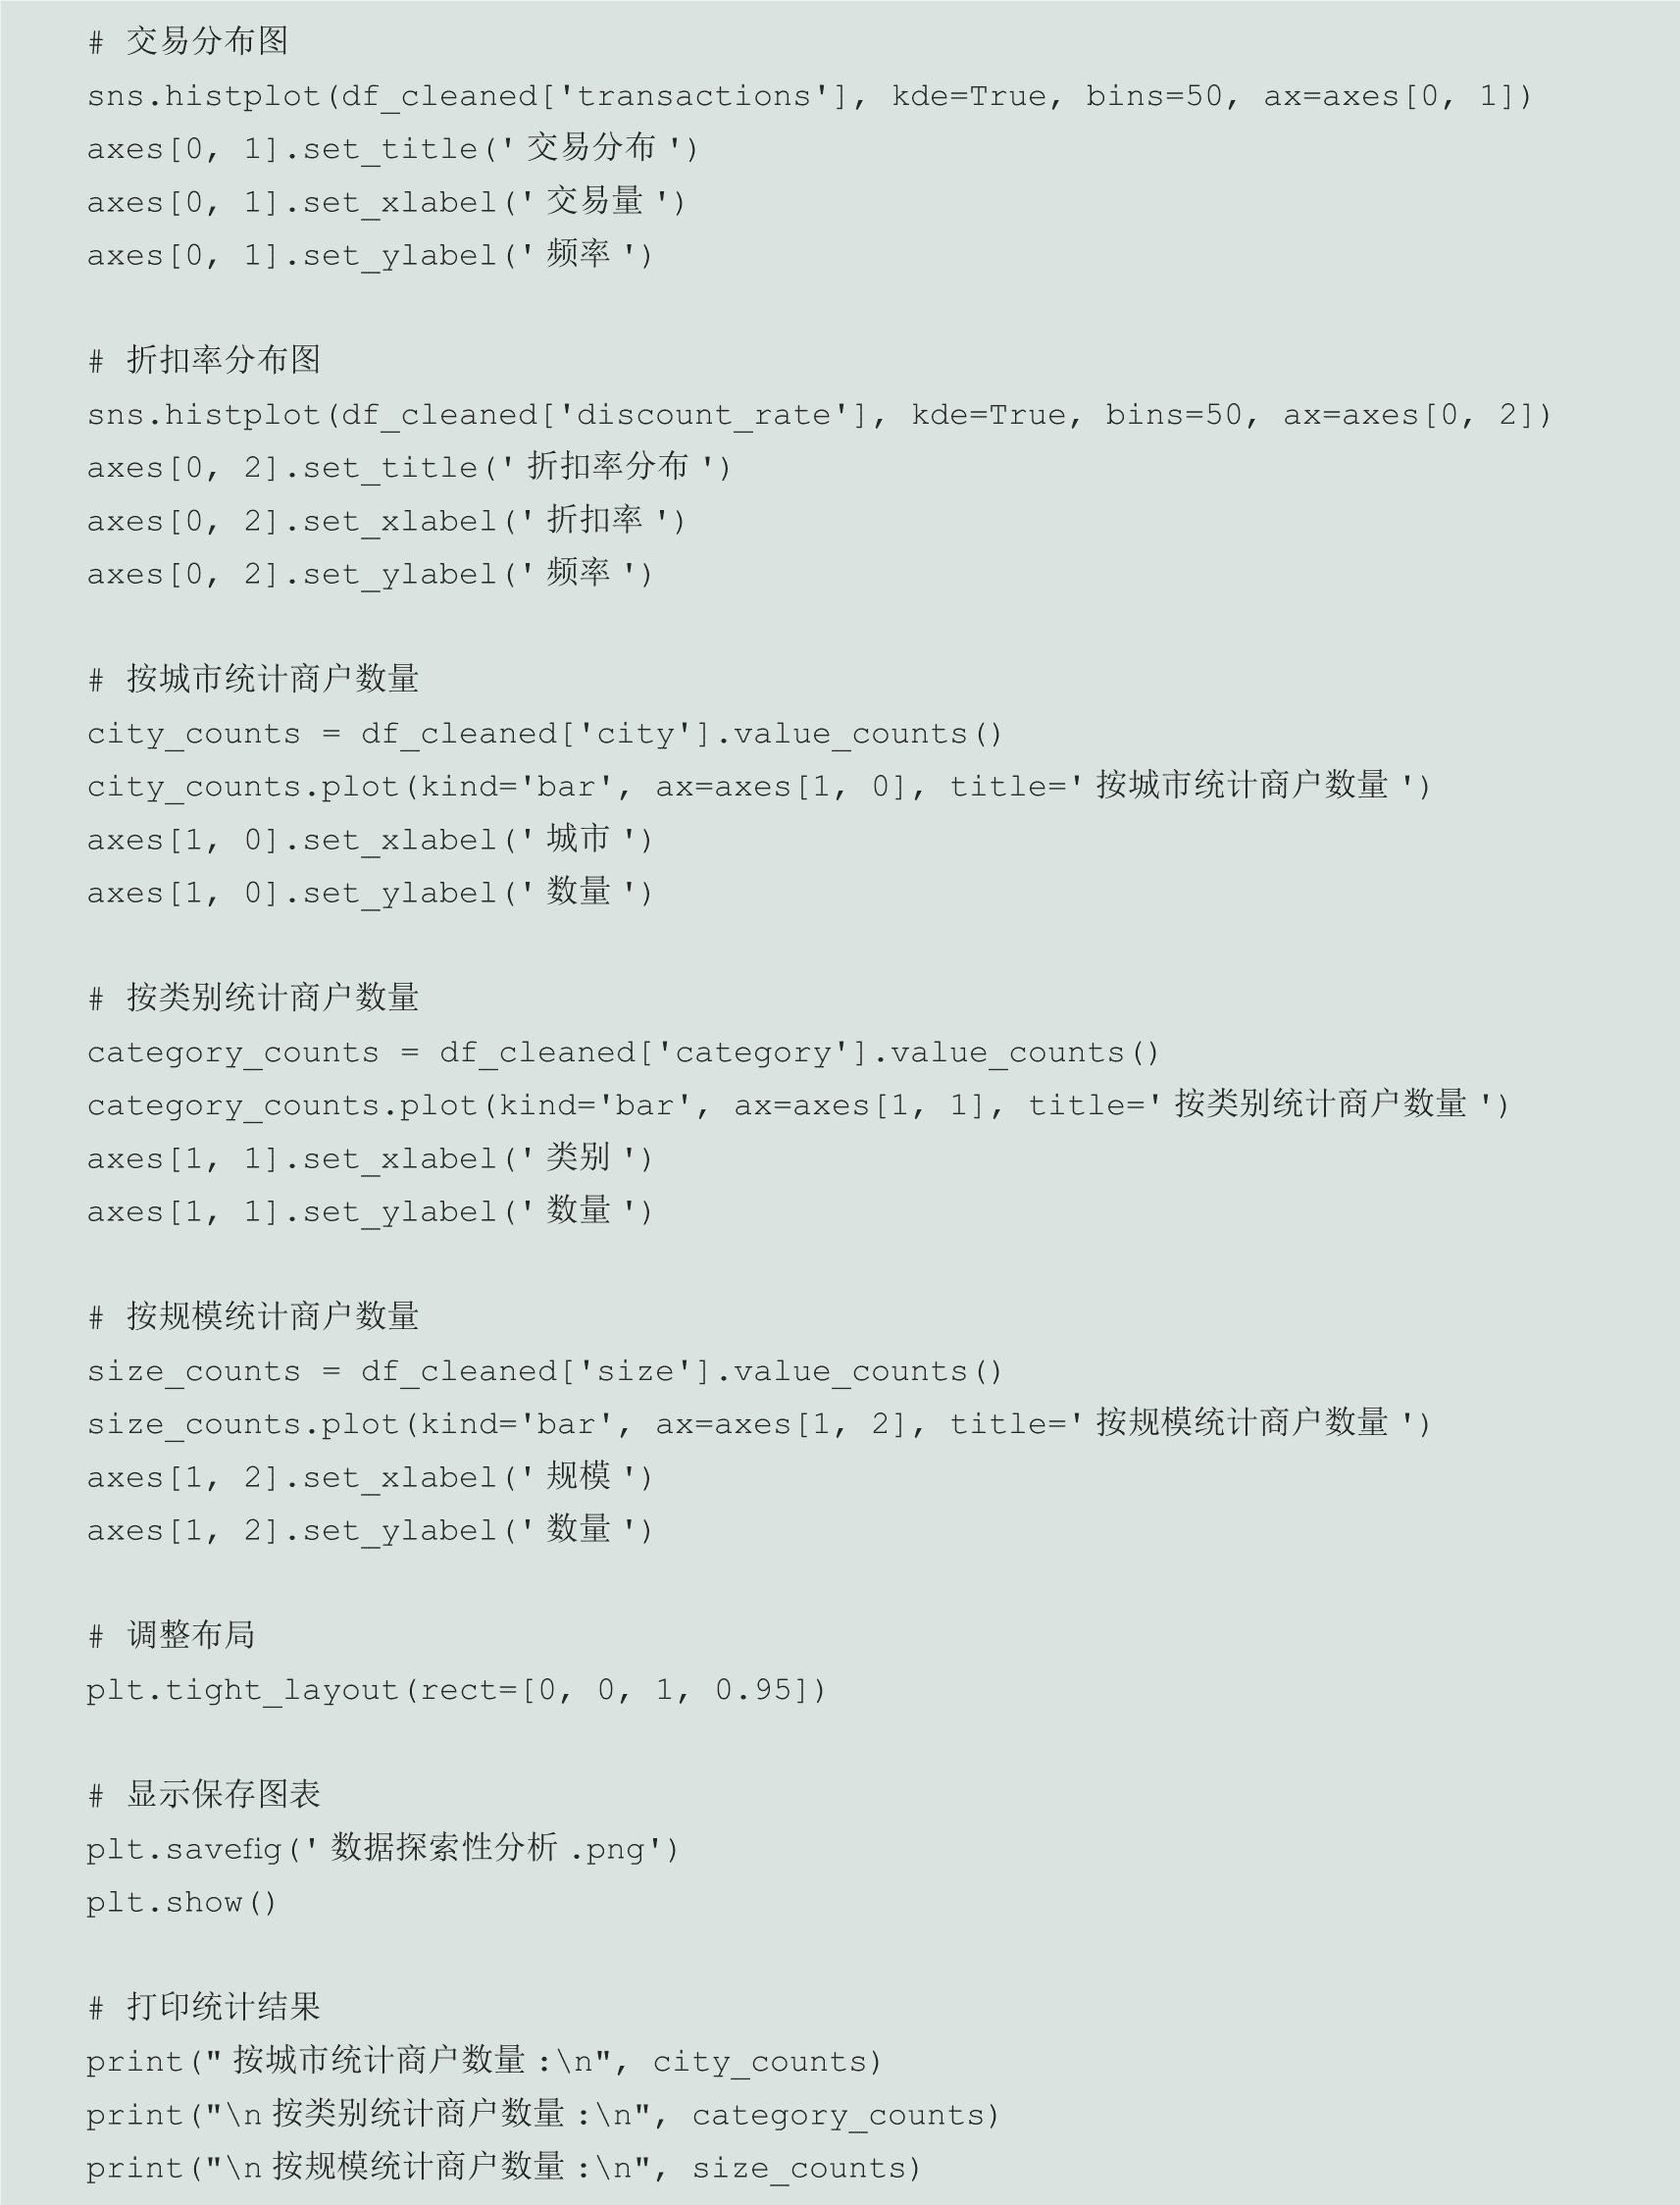 # 交易分布图
sns.histplot(df_cleaned['transactions'], kde=True, bins=50, ax=axes[0, 1])
axes[0, 1].set_title('交易分布')
axes[0, 1].set_xlabel('交易量')
axes[0, 1].set_ylabel('频率')
# 折扣率分布图
sns.histplot(df_cleaned['discount_rate'], kde=True, bins=50, ax=axes[0, 2])
axes[0, 2].set_title('折扣率分布')
axes[0, 2].set_xlabel('折扣率')
axes[0, 2].set_ylabel('频率')
# 按城市统计商户数量
city_counts = df_cleaned['city'].value_counts()
city_counts.plot(kind='bar', ax=axes[1, 0], title='按城市统计商户数量')
axes[1, 0].set_xlabel('城市')
axes[1, 0].set_ylabel('数量')
# 按类别统计商户数量
category_counts = df_cleaned['category'].value_counts()
category_counts.plot(kind='bar', ax=axes[1, 1], title='按类别统计商户数量')
axes[1, 1].set_xlabel('类别')
axes[1, 1].set_ylabel('数量')
# 按规模统计商户数量
size_counts = df_cleaned['size'].value_counts()
size_counts.plot(kind='bar', ax=axes[1, 2], title='按规模统计商户数量')
axes[1, 2].set_xlabel('规模')
axes[1, 2].set_ylabel('数量')
# 调整布局
plt.tight_layout(rect=[0, 0, 1, 0.95])
# 显示保存图表
plt.savefig('数据探索性分析.png')
plt.show()
# 打印统计结果
print("按城市统计商户数量:\n", city_counts)
print("\n按类别统计商户数量:\n", category_counts)
print("\n按规模统计商户数量:\n", size_counts)